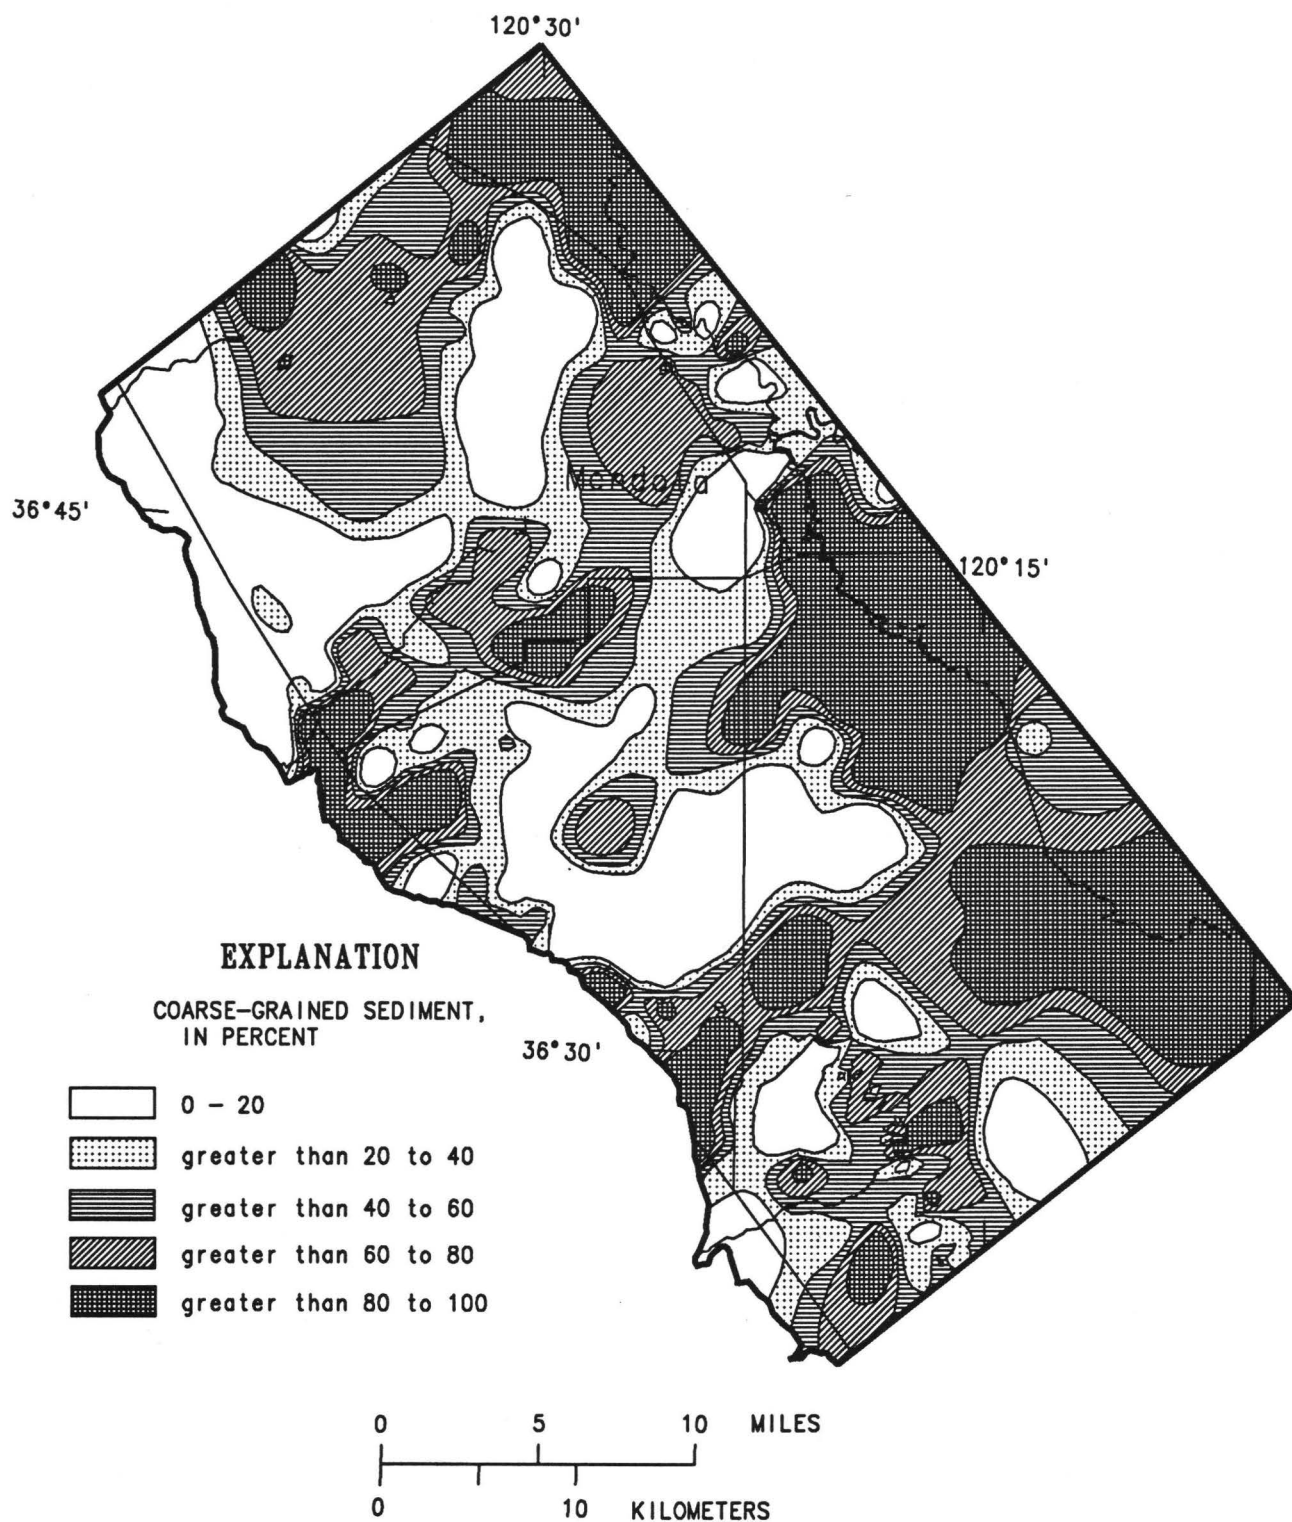 120°30'
Mendota
36°45'
120°15'
EXPLANATION
COARSE-GRAINED SEDIMENT,
IN PERCENT
36°30'
0 - 20
greater than 20 to 40
greater than 40 to 60
greater than 60 to 80
greater than 80 to 100
0 5 10 MILES
0 10 KILOMETERS